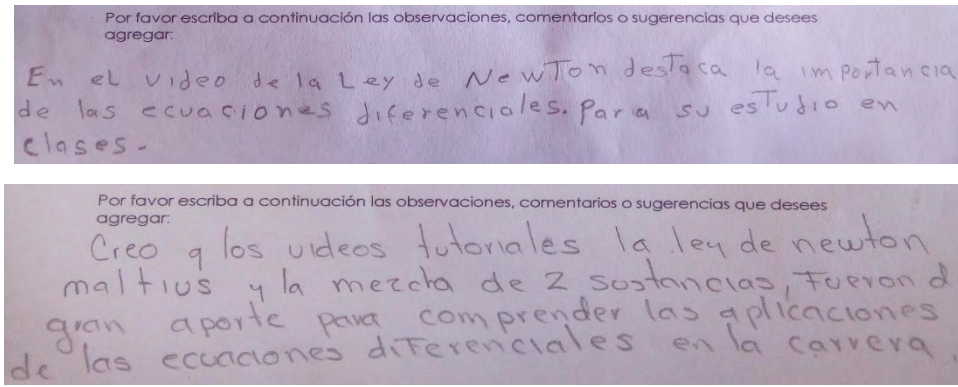 Por favor escriba a continuación las observaciones, comentarios o sugerencias que desees
agregar:
En el video de la Ley de Newton destaca la importancia
de las ecuaciones diferenciales. Para su estudio en
clases.
Por favor escriba a continuación las observaciones, comentarios o sugerencias que desees
agregar:
Creo q los videos tutoriales la ley de newton
maltius y la mezcla de 2 sustancias, fueron d
gran aporte para comprender las aplicaciones
de las ecuaciones diferenciales en la carrera.